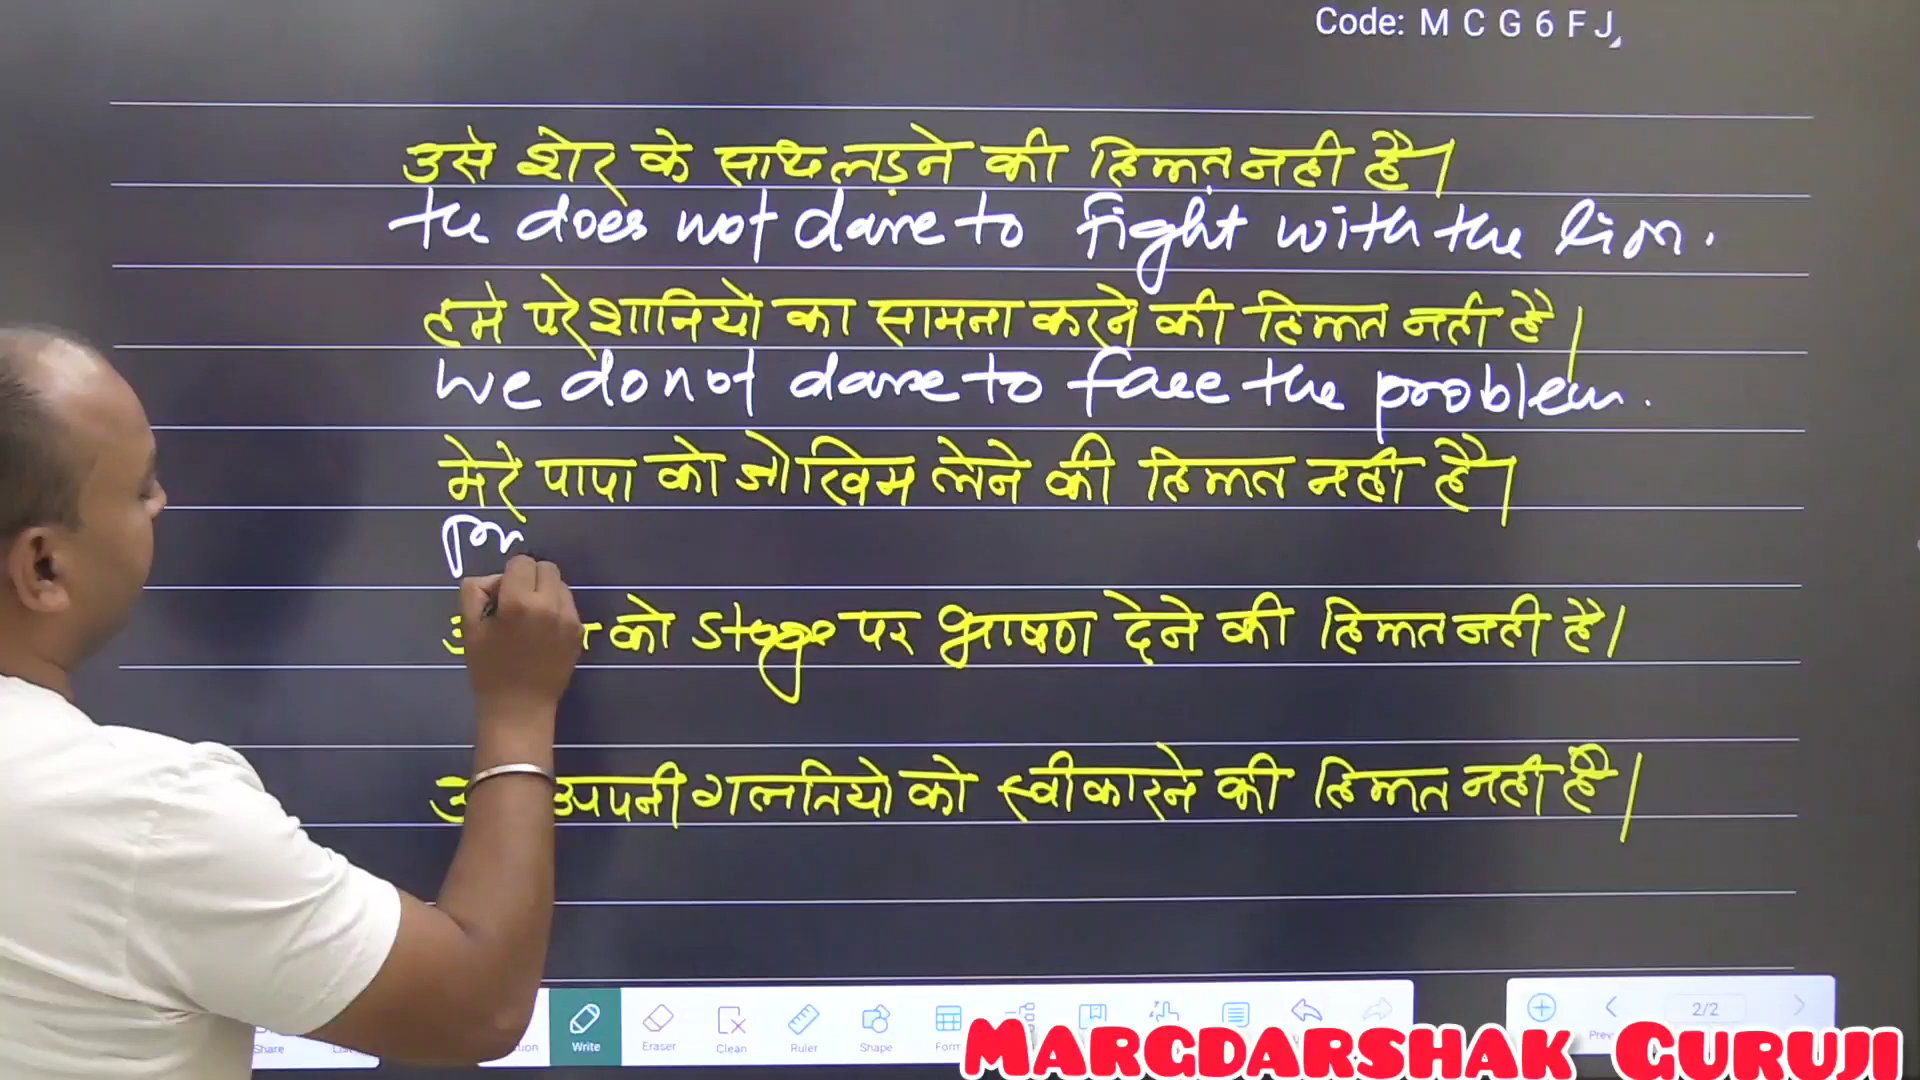 Code: M C G 6 F J
उसे शेर के साथ लड़ने की हिम्मत नही है।
He does not dare to fight with the lion.
हमे परेशानियो का सामना करने की हिम्मत नही है।
We do not dare to face the problem.
मेरे पापा को जोखिम लेने की हिम्मत नही है।
को stage पर भाषण देने की हिम्मत नही है।
अपनी गलतियो को स्वीकारने की हिम्मत नही है।
Share Write Eraser Clean Ruler Shape Form 2/2
MARGDARSHAK GURUJI